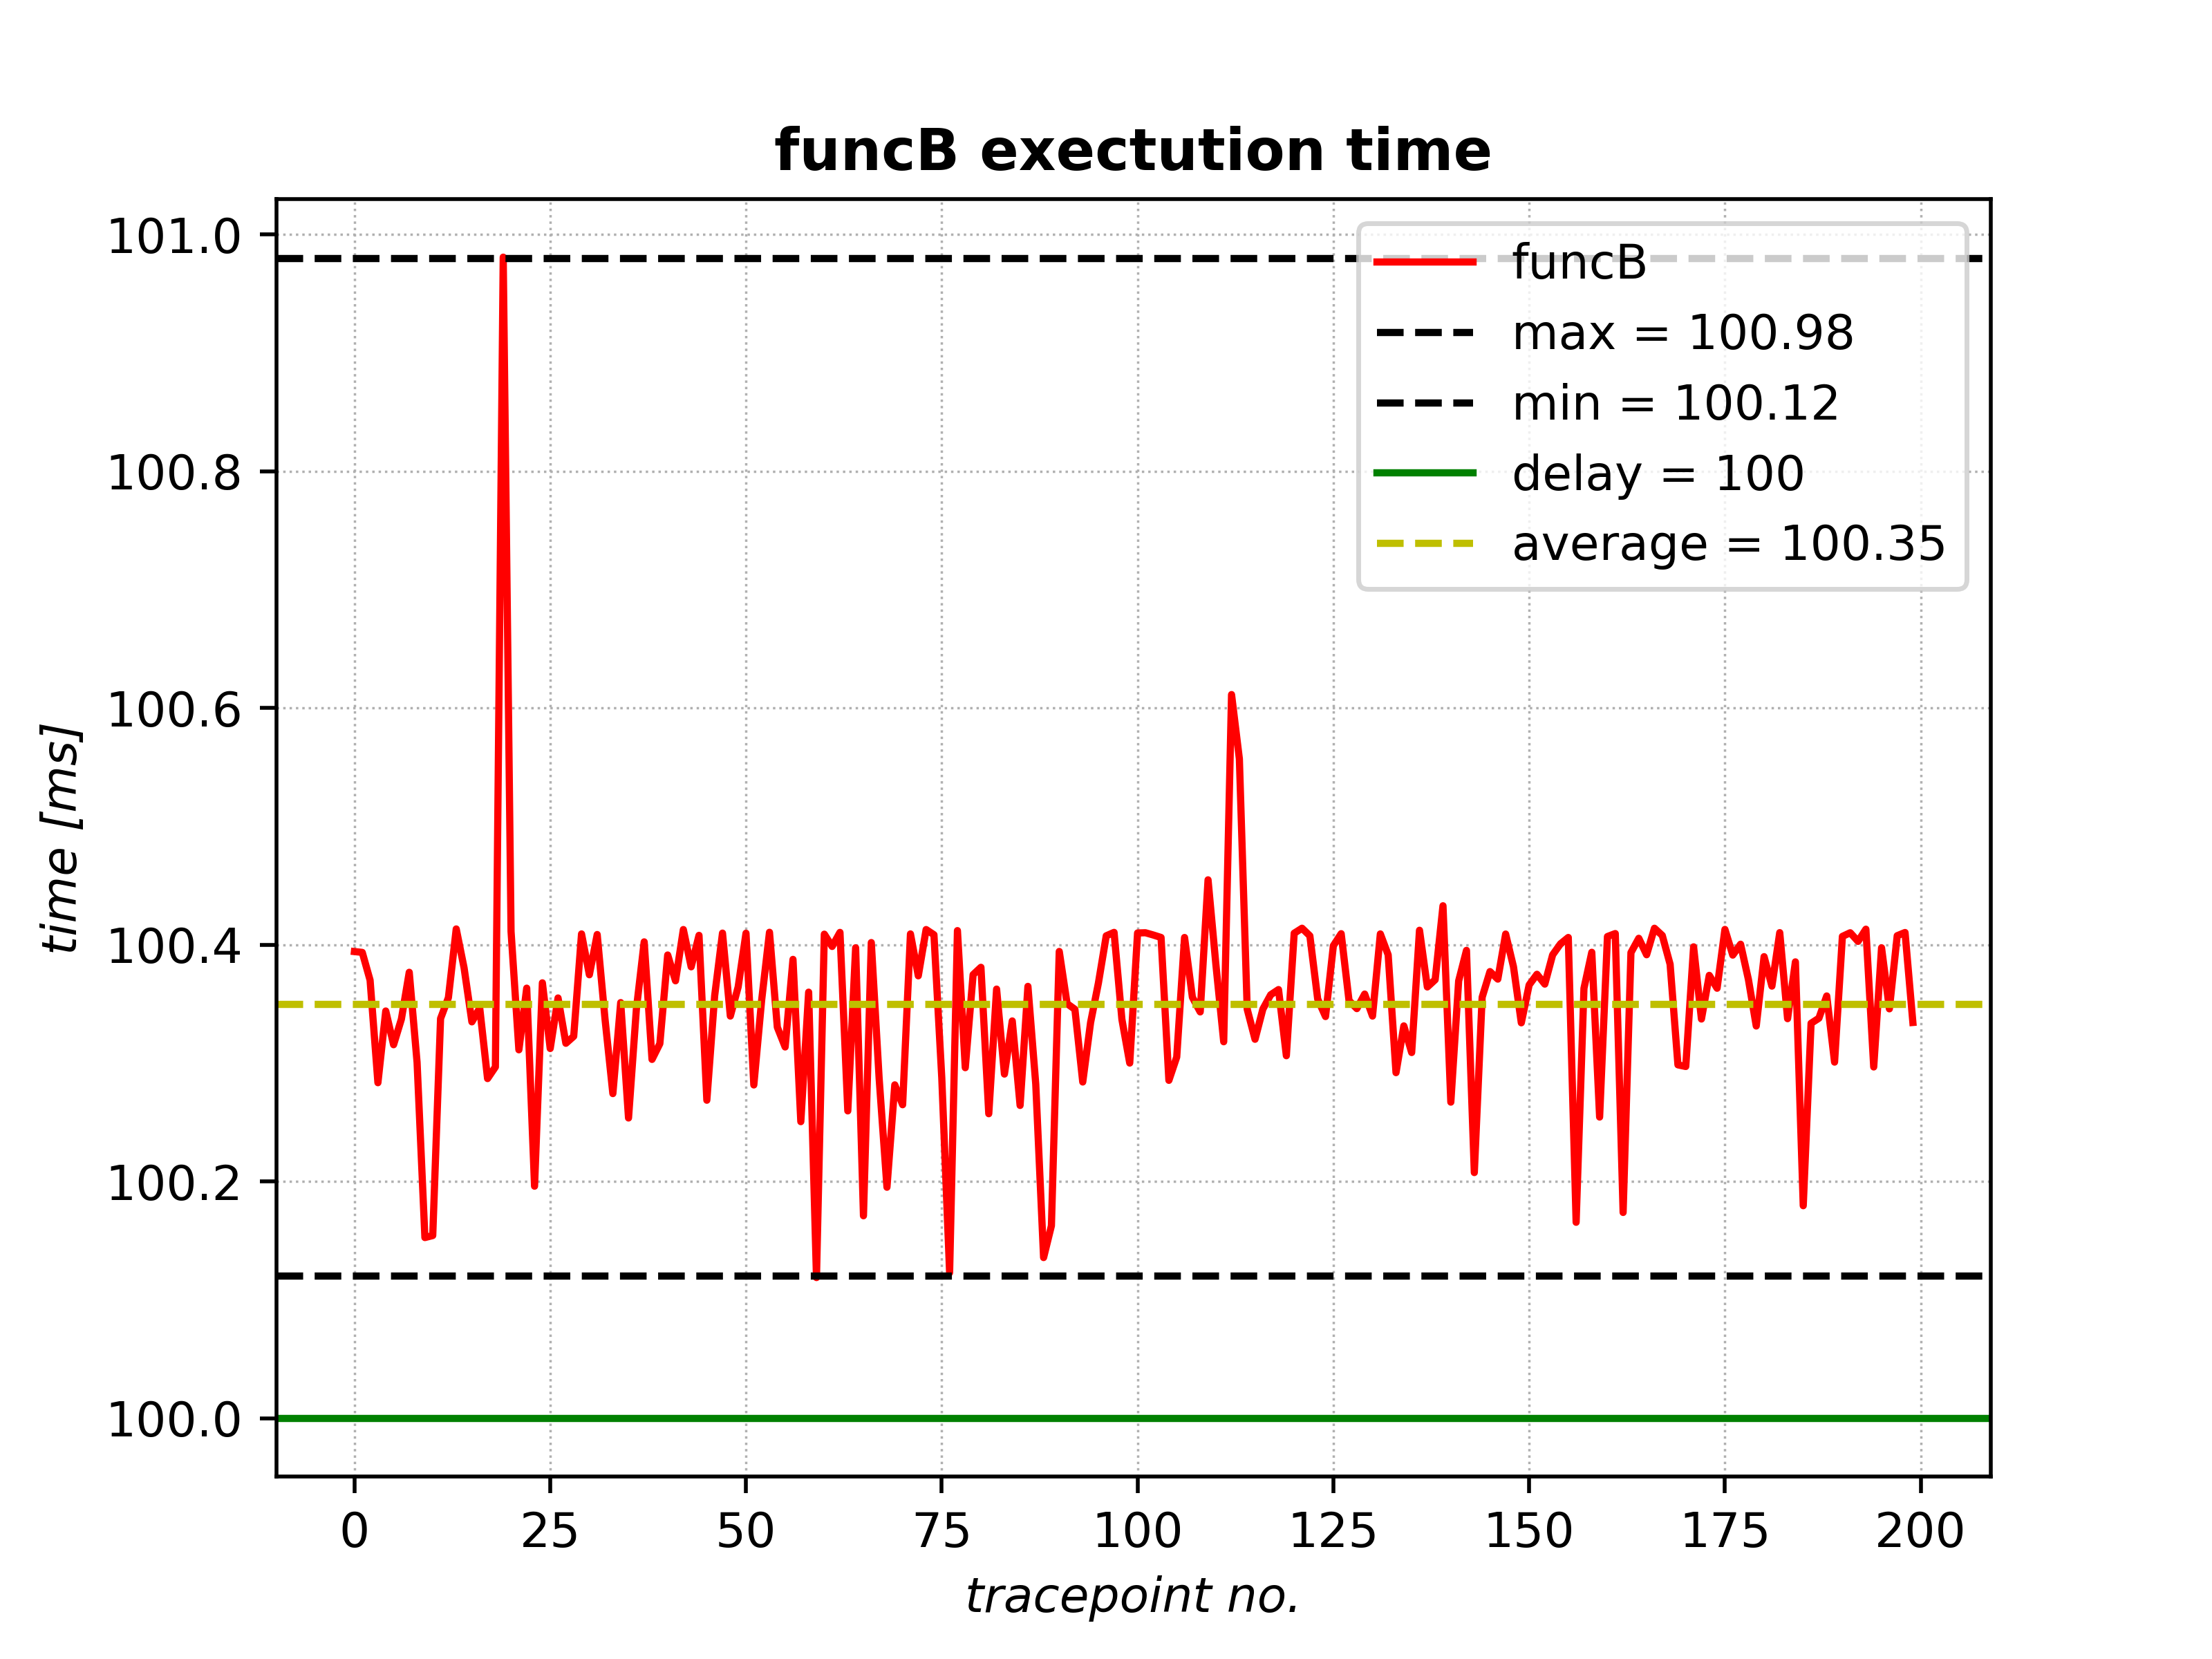 funcB exectution time
101.0
100.8
100.6
100.4
100.2
100.0
time [ms]
funcB
max = 100.98
min = 100.12
delay = 100
average = 100.35
0 25 50 75 100 125 150 175 200
tracepoint no.